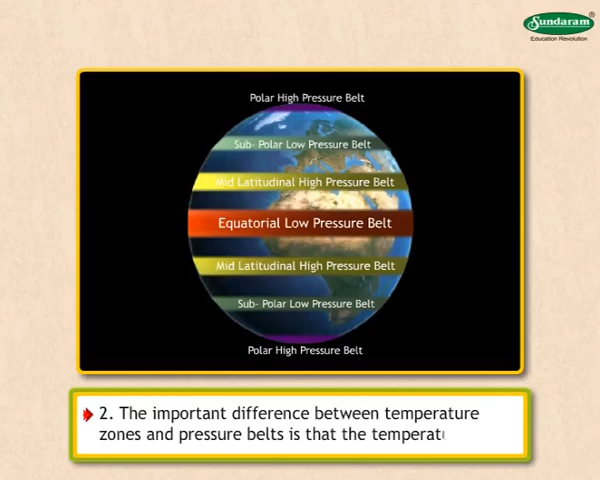 Sundaram
Education Revolution
Polar High Pressure Belt
Sub- Polar Low Pressure Belt
Mid Latitudinal High Pressure Belt
Equatorial Low Pressure Belt
Mid Latitudinal High Pressure Belt
Sub- Polar Low Pressure Belt
Polar High Pressure Belt
2. The important difference between temperature
zones and pressure belts is that the temperat